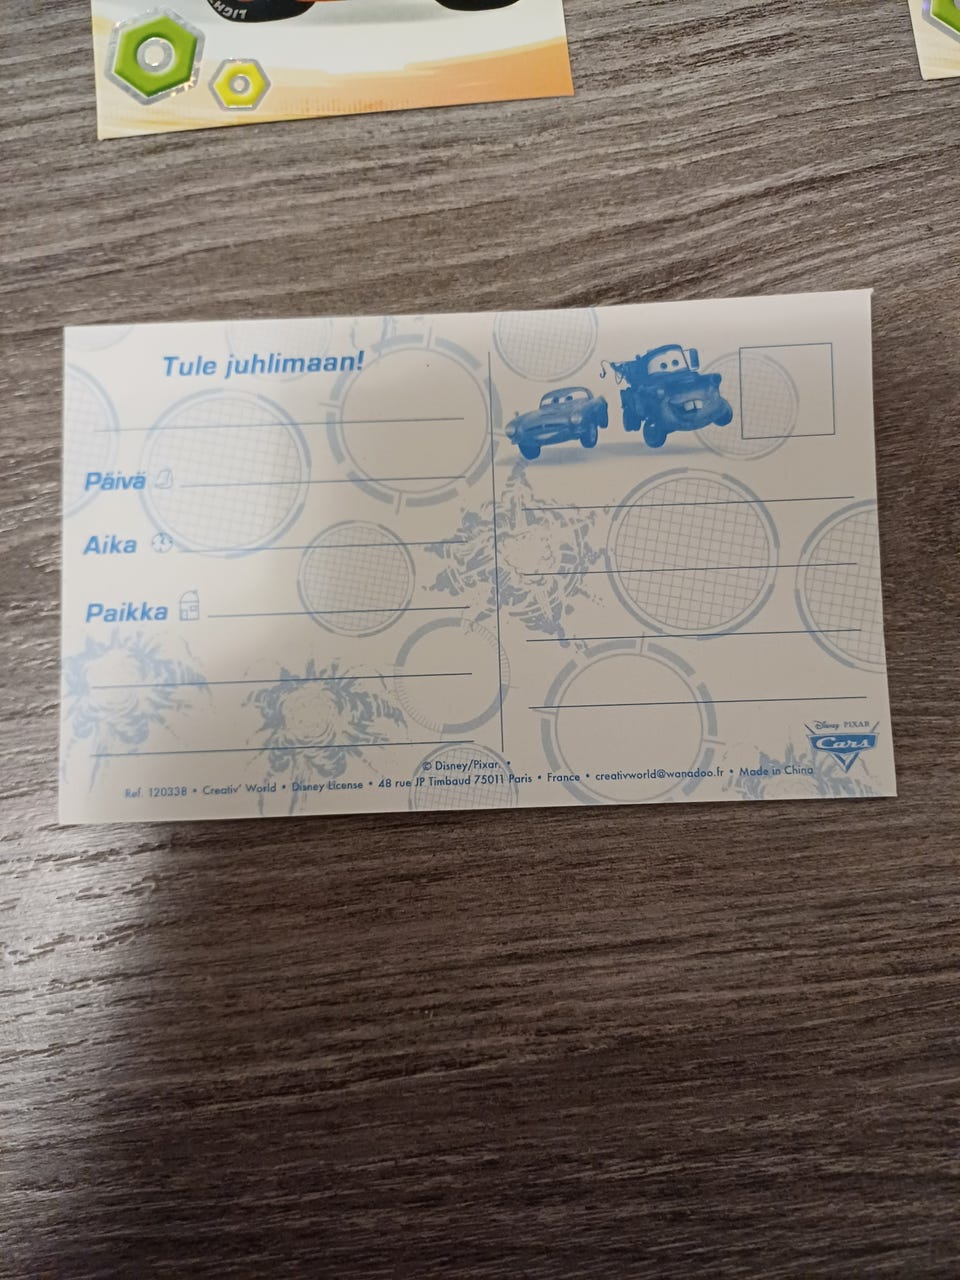 LIGH
Tule juhlimaan!
Päivä
Aika
Paikka
Disney PIXAR
Cars
© Disney/Pixar. •
Ref. 120338 • Creativ' World • Disney License • 48 rue JP Timbaud 75011 Paris • France • creativworld@wanadoo.fr • Made in China